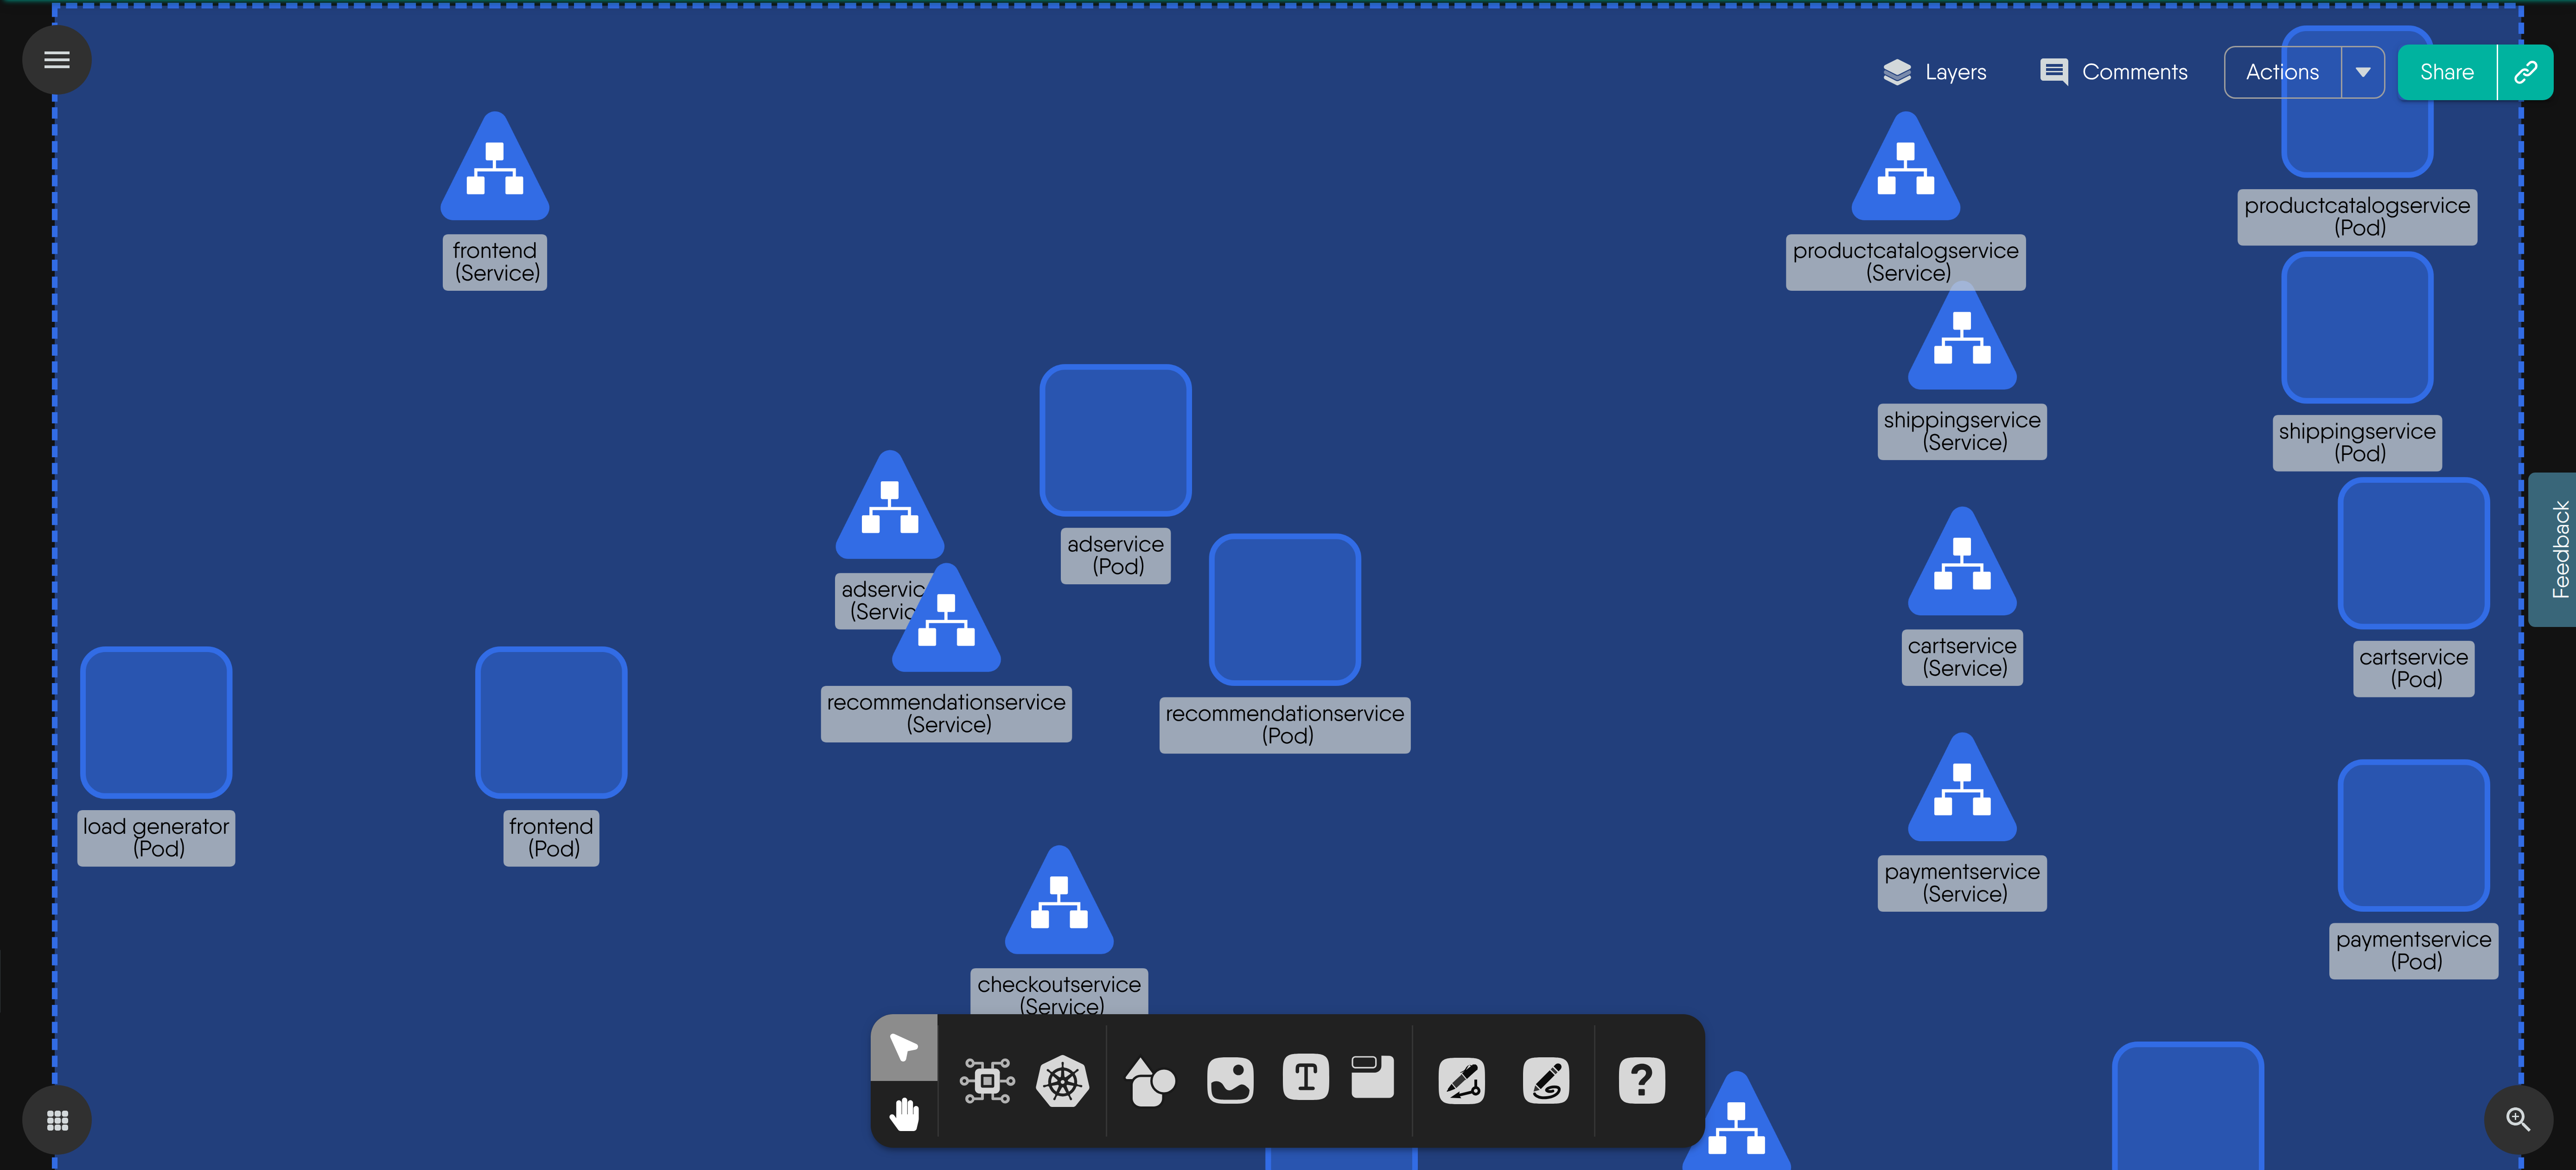 Layers
Comments
Actions
Share
productcatalogservice
(Pod)
frontend
(Service)
productcatalogservice
(Service)
shippingservice
(Service)
shippingservice
(Pod)
adservice
(Pod)
adservic
(Servic
recommendationservice
(Service)
recommendationservice
(Pod)
cartservice
(Service)
cartservice
(Pod)
Feedback
load generator
(Pod)
frontend
(Pod)
paymentservice
(Service)
paymentservice
(Pod)
checkoutservice
(Service)
T
?